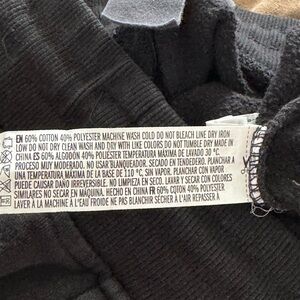 EN 60% COTTON 40% POLYESTER MACHINE WASH COLD DO NOT BLEACH LINE DRY IRON
LOW DO NOT DRY CLEAN WASH AND DRY WITH LIKE COLORS DO NOT TUMBLE DRY MADE IN
CHINA ES 60% ALGODÓN 40% POLIÉSTER TEMPERATURA MÁXIMA DE LAVADO 30 °C.
PROCESO MUY MODERADO. NO USAR BLANQUEADOR. SECADO EN TENDEDERO. PLANCHAR A
UNA TEMPERATURA MÁXIMA DE LA BASE DE 110 °C, SIN VAPOR. PLANCHAR CON VAPOR
PUEDE CAUSAR DAÑO IRREVERSIBLE. NO LIMPIEZA EN SECO. LAVAR Y SECAR CON COLORES
SIMILARES NO SECAR EN MÁQUINA HECHO EN CHINA FR 60% COTON 40% POLYESTER
LAVER À LA MACHINE À L'EAU FROIDE NE PAS BLANCHIR SÉCHER À L'AIR REPASSER À